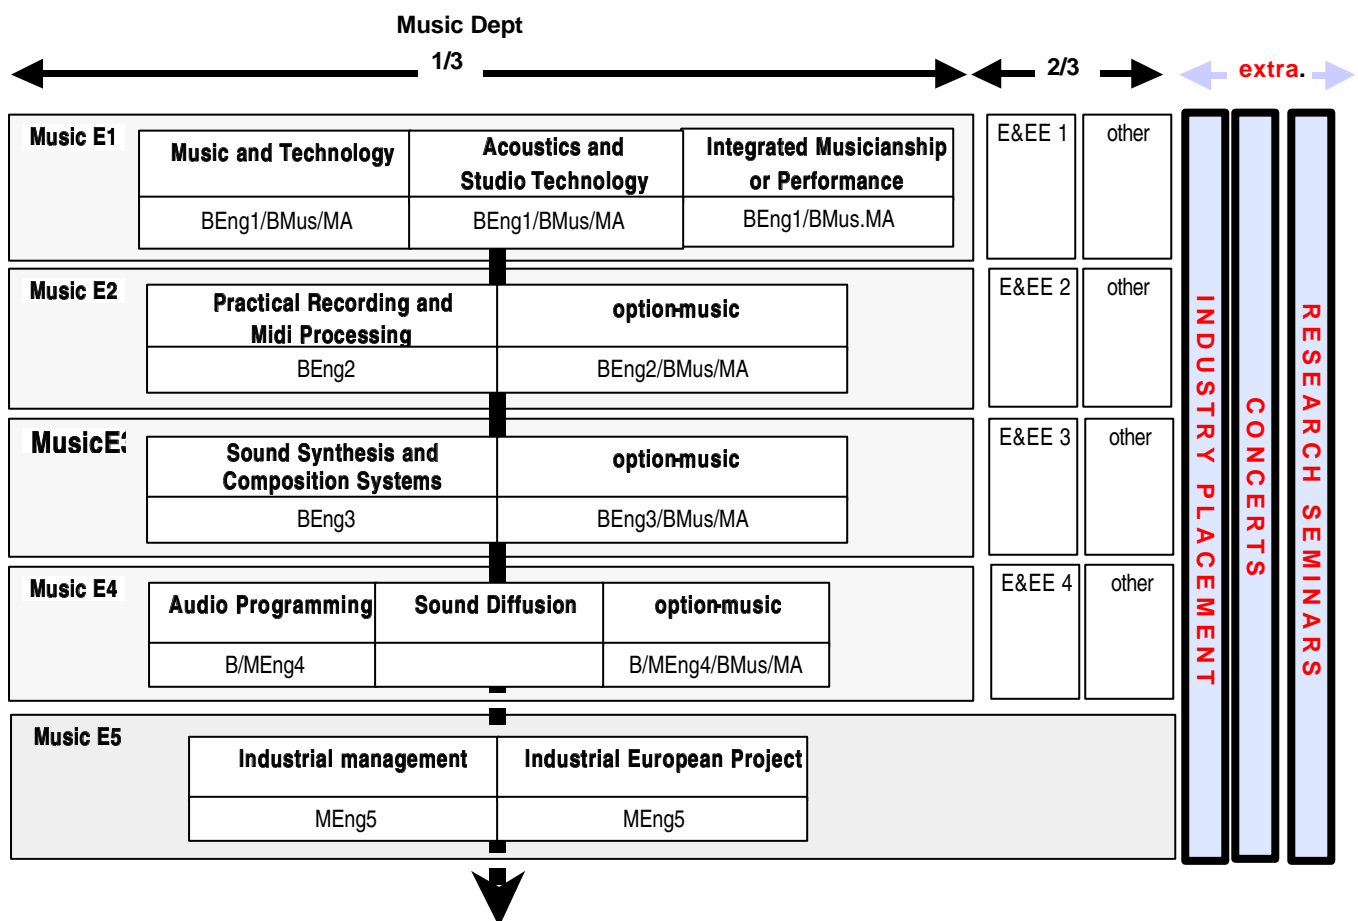 Music Dept
1/3
2/3
extra.
Music E1
Music and Technology
Acoustics and
Studio Technology
Integrated Musicianship
or Performance
BEng1/BMus/MA
BEng1/BMus/MA
BEng1/BMus.MA
E&EE 1
other
Music E2
Practical Recording and
Midi Processing
option-music
BEng2
BEng2/BMus/MA
E&EE 2
other
MusicE3
Sound Synthesis and
Composition Systems
option-music
BEng3
BEng3/BMus/MA
E&EE 3
other
Music E4
Audio Programming
Sound Diffusion
option-music
B/MEng4
B/MEng4/BMus/MA
E&EE 4
other
Music E5
Industrial management
Industrial European Project
MEng5
MEng5
INDUSTRY PLACEMENT
CONCERTS
RESEARCH SEMINARS